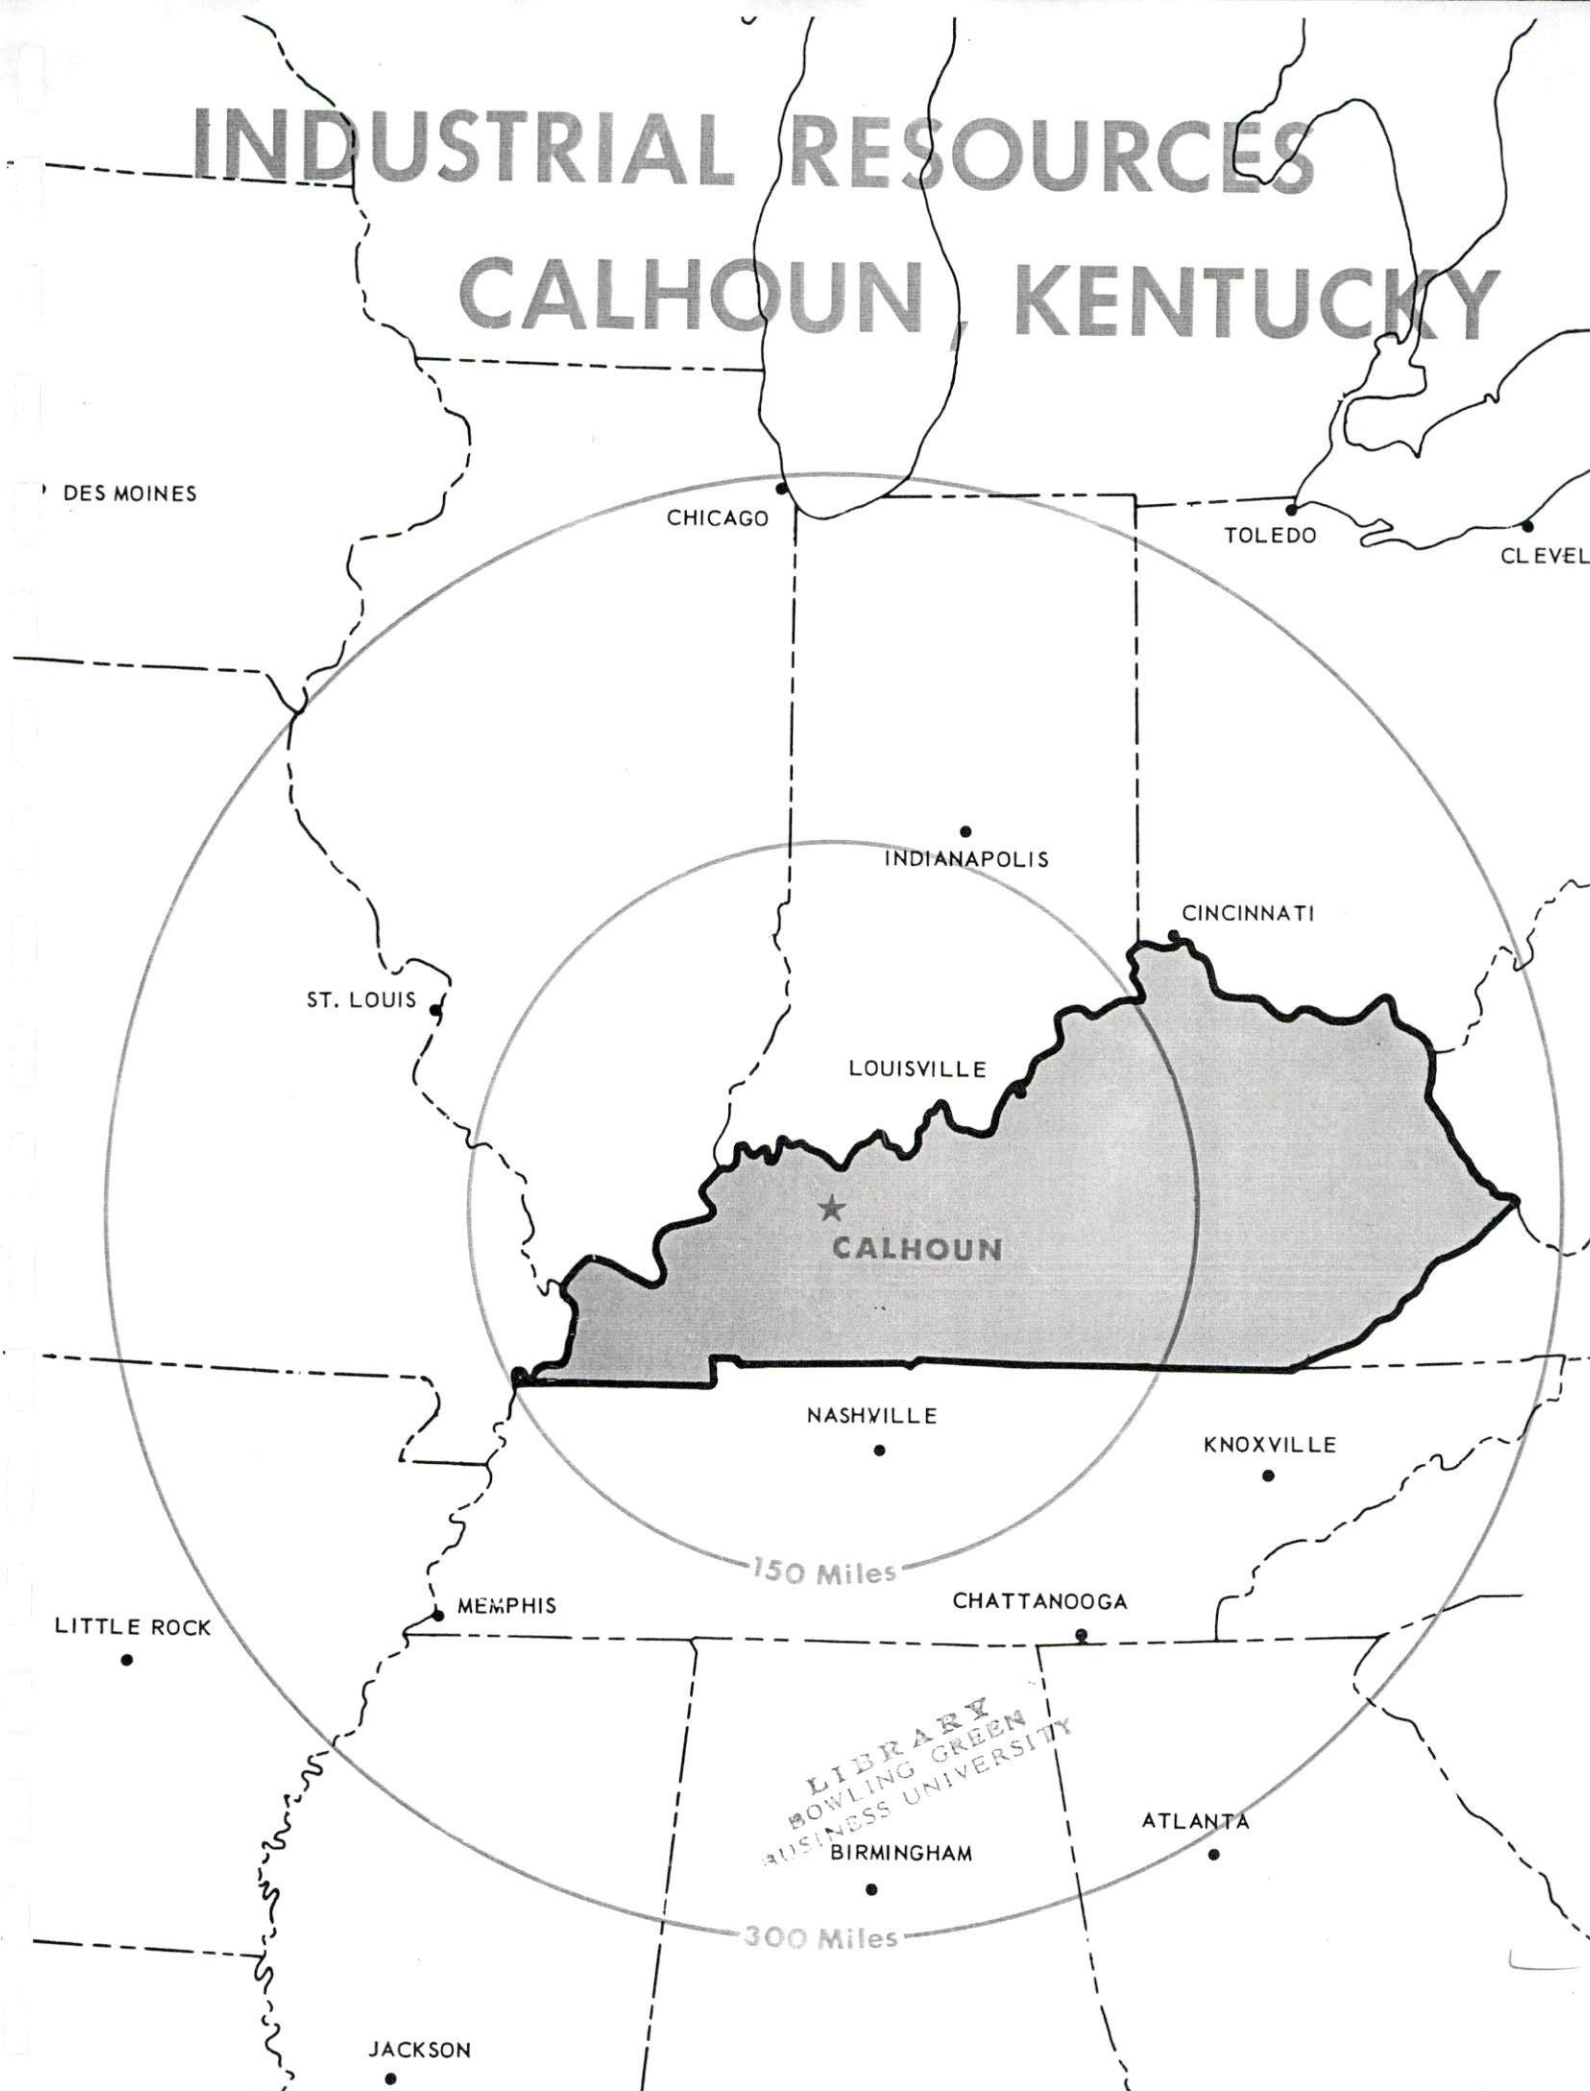 INDUSTRIAL RESOURCES
CALHOUN, KENTUCKY
DES MOINES
CHICAGO
TOLEDO
CLEVEL
INDIANAPOLIS
CINCINNATI
ST. LOUIS
LOUISVILLE
CALHOUN
NASHVILLE
KNOXVILLE
150 Miles
CHATTANOOGA
MEMPHIS
LITTLE ROCK
LIBRARY
BOWLING GREEN
BUSINESS UNIVERSITY
ATLANTA
BIRMINGHAM
300 Miles
JACKSON